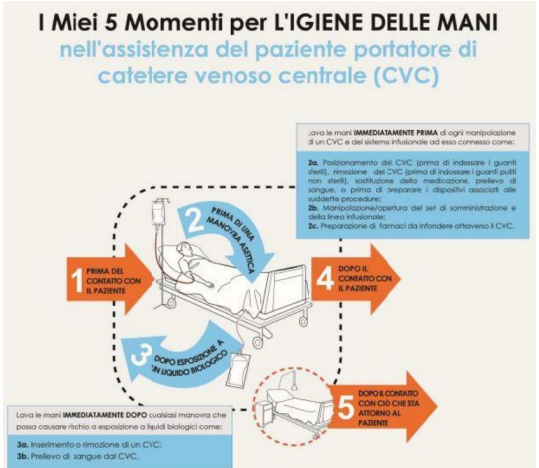 I Miei 5 Momenti per L'IGIENE DELLE MANI
nell'assistenza del paziente portatore di
catetere venoso centrale (CVC)
Lava le mani IMMEDIATAMENTE PRIMA di ogni manipolazione
di un CVC e del sistema infusionale ad esso connesso come:
2a. Posizionamento del CVC (prima di indossare i guanti
sterili), rimozione del CVC (prima di indossare i guanti puliti
non sterili), sostituzione della medicazione, prelievo di
sangue, o prima di preparare i dispositivi associati alle
suddette procedure;
2b. Manipolazione/apertura del set di somministrazione e
della linea infusionale;
2c. Preparazione di farmaci da infondere attraverso il CVC.
2 PRIMA DI UNA
MANOVRA ASETTICA
1 PRIMA DEL
CONTATTO CON
IL PAZIENTE
4 DOPO IL
CONTATTO CON
IL PAZIENTE
3 DOPO ESPOSIZIONE A
UN LIQUIDO BIOLOGICO
5 DOPO IL CONTATTO
CON CIÒ CHE STA
ATTORNO AL
PAZIENTE
Lava le mani IMMEDIATAMENTE DOPO qualsiasi manovra che
possa causare rischio o esposizione a liquidi biologici come:
3a. Inserimento o rimozione di un CVC;
3b. Prelievo di sangue dal CVC.